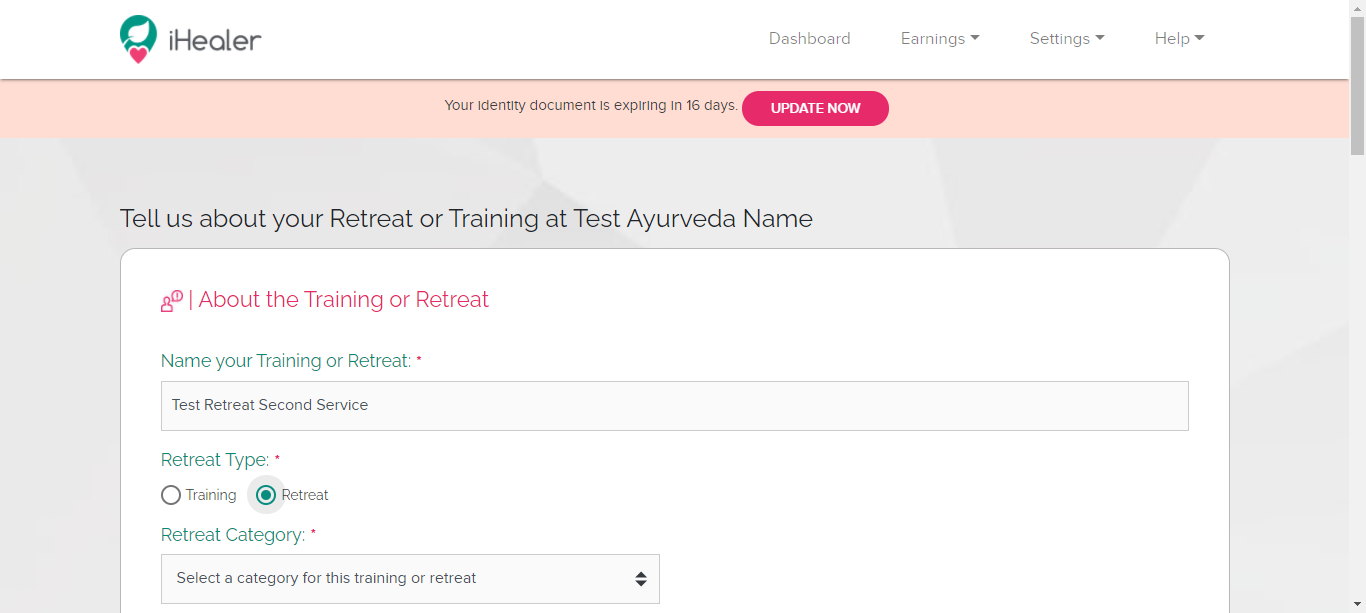 iHealer
Dashboard Earnings Settings Help
Your identity document is expiring in 16 days. UPDATE NOW
Tell us about your Retreat or Training at Test Ayurveda Name
| About the Training or Retreat
Name your Training or Retreat: *
Test Retreat Second Service
Retreat Type: *
Training Retreat
Retreat Category: *
Select a category for this training or retreat